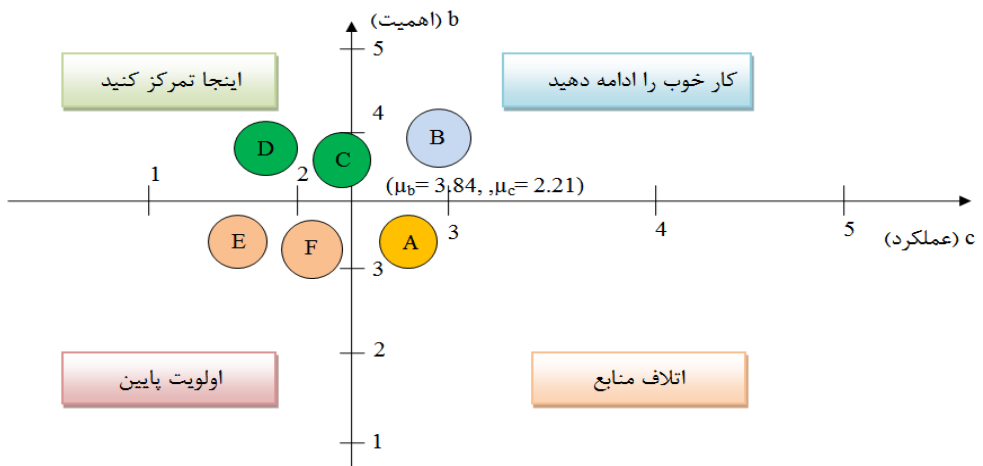 b (اهمیت)
5
اینجا تمرکز کنید
کار خوب را ادامه دهید
4
D
C
B
1
2
(μb= 3.84, ,μc= 2.21)
E
F
A
3
4
5
c (عملکرد)
3
2
اولویت پایین
اتلاف منابع
1